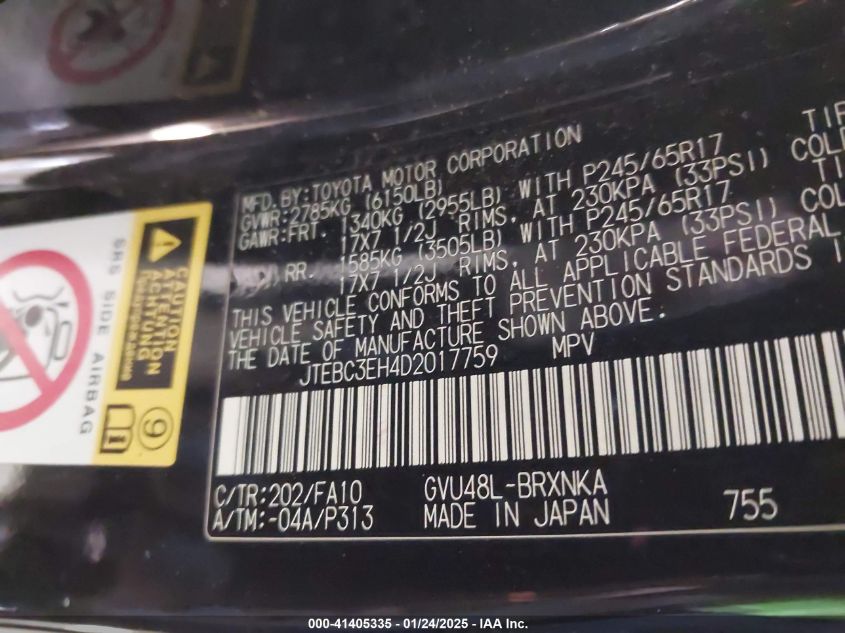 MFD.BY:TOYOTA MOTOR CORPORATION
GVWR:2785KG (6150LB)
GAWR:FRT. 1340KG (2955LB) WITH P245/65R17
17X7 1/2J RIMS, AT 230KPA (33PSI) COL
RR. 1585KG (3505LB) WITH P245/65R17
17X7 1/2J RIMS, AT 230KPA (33PSI) COL
THIS VEHICLE CONFORMS TO ALL APPLICABLE FEDERAL
VEHICLE SAFETY AND THEFT PREVENTION STANDARDS I
THE DATE OF MANUFACTURE SHOWN ABOVE.
JTEBC3EH4D2017759 MPV
C/TR:202/FA10 GVU48L-BRXNKA
A/TM:-04A/P313 MADE IN JAPAN 755
CAUTION
ATTENTION
ACHTUNG
SRS SIDE AIRBAG
9
000-41405335 - 01/24/2025 - IAA Inc.